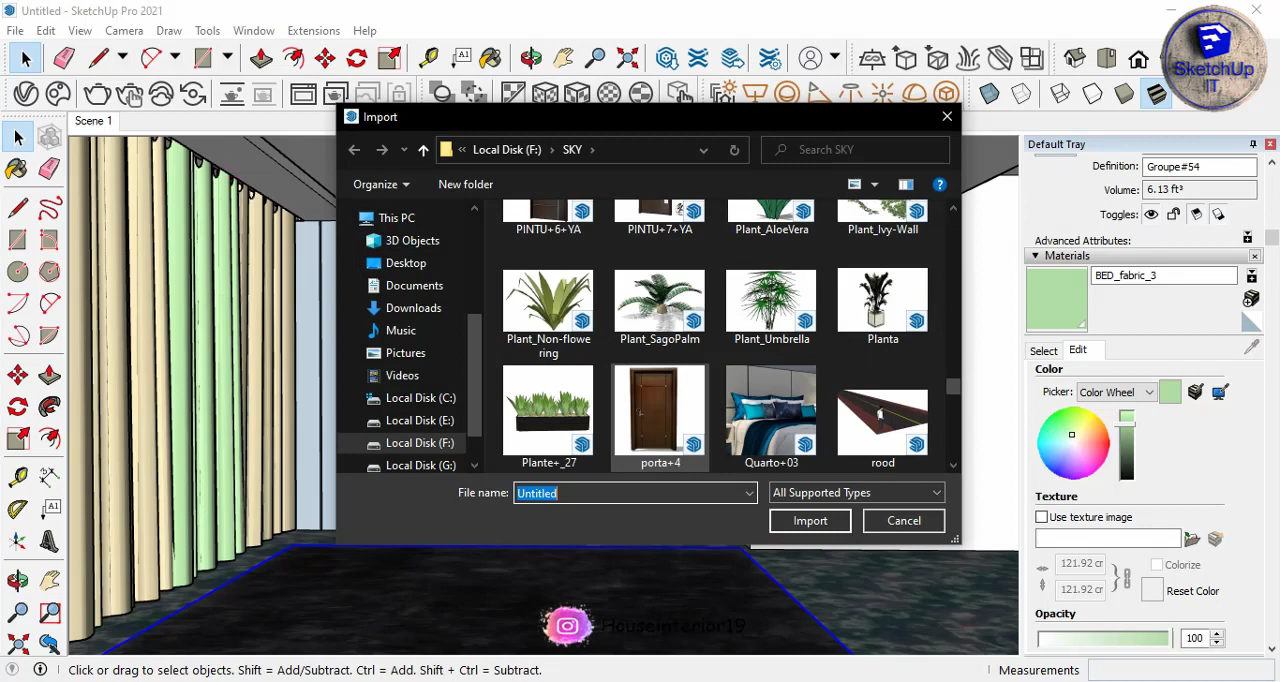 Untitled - SketchUp Pro 2021
File Edit View Camera Draw Tools Window Extensions Help
SketchUp
IT
Scene 1
Import
« Local Disk (F:) › SKY ›
Search SKY
Organize
New folder
This PC
3D Objects
Desktop
Documents
Downloads
Music
Pictures
Videos
Local Disk (C:)
Local Disk (E:)
Local Disk (F:)
Local Disk (G:)
PINTU+6+YA
PINTU+7+YA
Plant_AloeVera
Plant_Ivy-Wall
Plant_Non-flowe
ring
Plant_SagoPalm
Plant_Umbrella
Planta
Plante+_27
porta+4
Quarto+03
rood
File name: Untitled
All Supported Types
Import
Cancel
Default Tray
Definition: Groupe#54
Volume: 6.13 ft³
Toggles:
Advanced Attributes:
Materials
BED_fabric_3
Select Edit
Color
Picker: Color Wheel
Texture
Use texture image
121.92 cr
Colorize
121.92 cr
Reset Color
Opacity
100
Houseinterior19
Click or drag to select objects. Shift = Add/Subtract. Ctrl = Add. Shift + Ctrl = Subtract.
Measurements